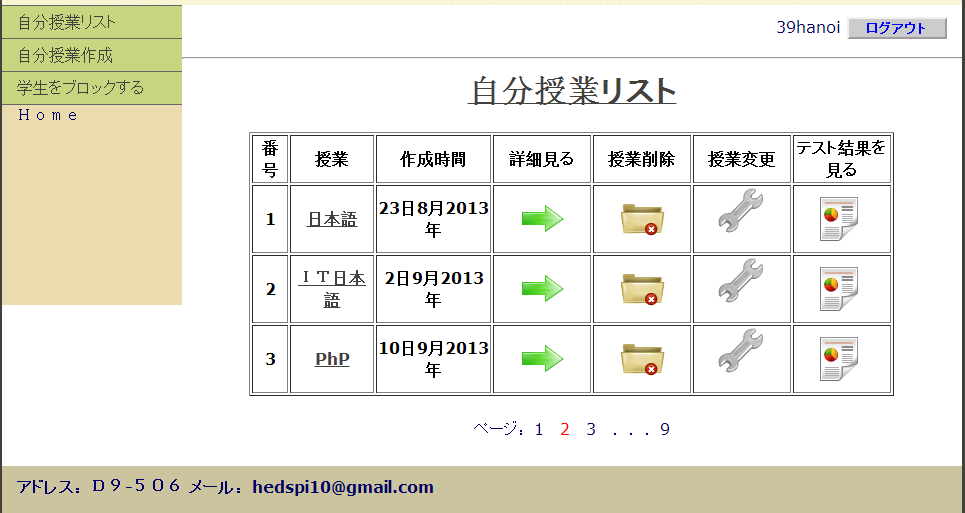 自分授業リスト
自分授業作成
学生をブロックする
Ｈｏｍｅ
39hanoi ログアウト
自分授業リスト
番号 授業 作成時間 詳細見る 授業削除 授業変更 テスト結果を見る
1 日本語 23日8月2013年
2 ＩＴ日本語 2日9月2013年
3 PhP 10日9月2013年
ページ：1 2 3 ．．．9
アドレス：Ｄ９-５０６ メール：hedspi10@gmail.com